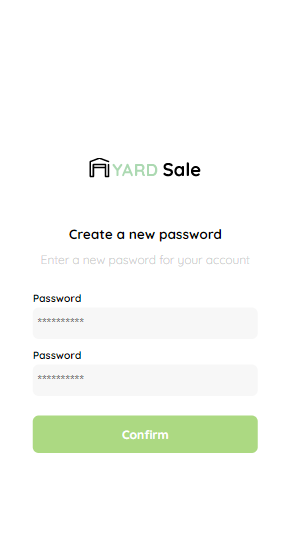 YARD Sale
Create a new password
Enter a new pasword for your account
Password
**********
Password
**********
Confirm